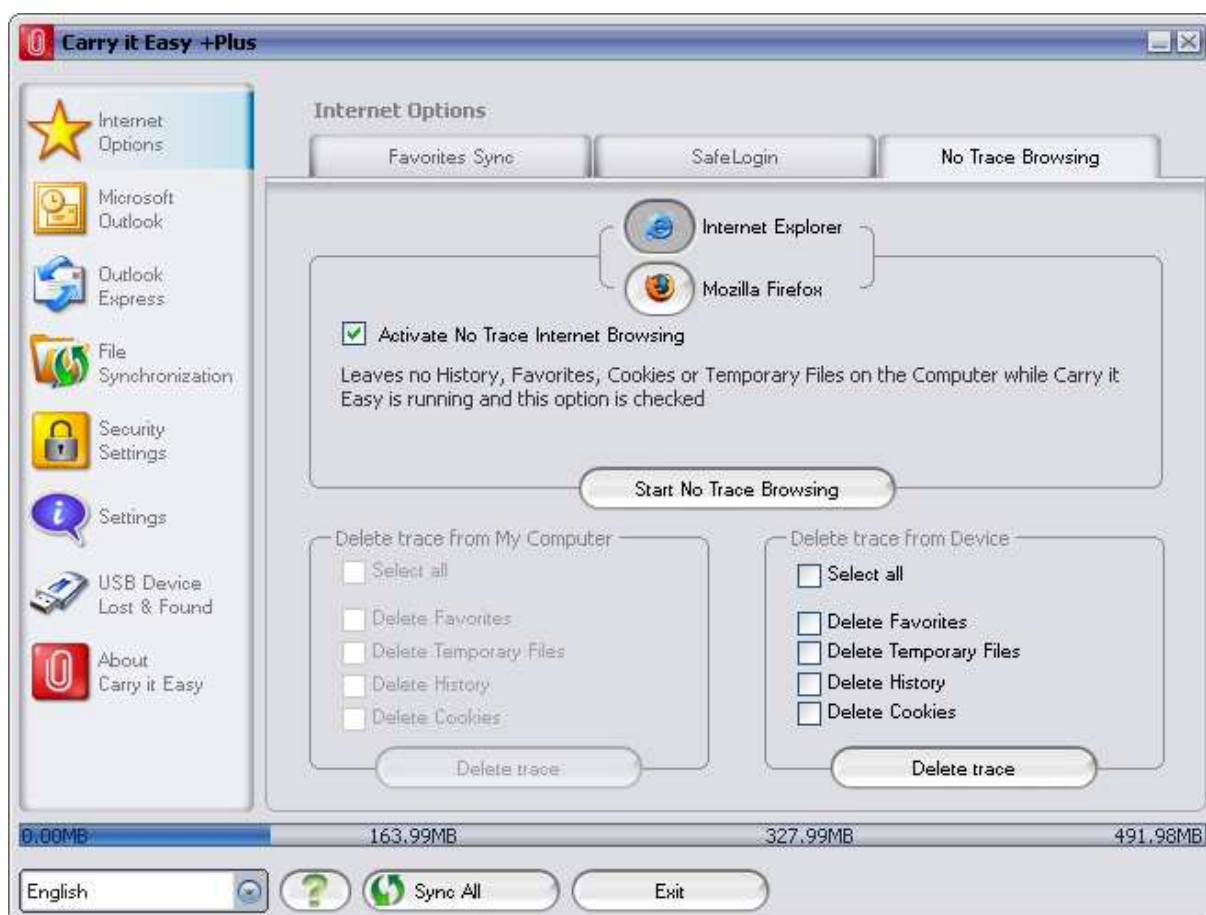 Carry it Easy +Plus
Internet
Options
Microsoft
Outlook
Outlook
Express
File
Synchronization
Security
Settings
Settings
USB Device
Lost & Found
About
Carry it Easy
Internet Options
Favorites Sync
SafeLogin
No Trace Browsing
Internet Explorer
Mozilla Firefox
Activate No Trace Internet Browsing
Leaves no History, Favorites, Cookies or Temporary Files on the Computer while Carry it
Easy is running and this option is checked
Start No Trace Browsing
Delete trace from My Computer
Select all
Delete Favorites
Delete Temporary Files
Delete History
Delete Cookies
Delete trace
Delete trace from Device
Select all
Delete Favorites
Delete Temporary Files
Delete History
Delete Cookies
Delete trace
0.00MB 163.99MB 327.99MB 491.98MB
English
?
Sync All
Exit